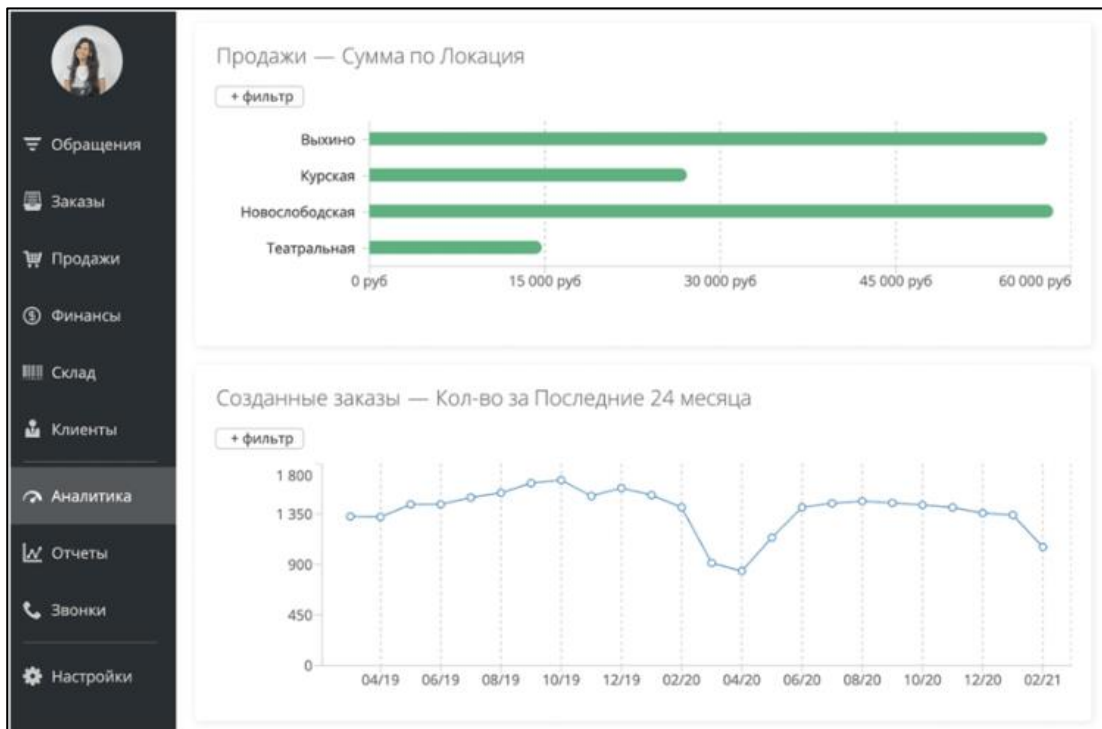 Обращения
Заказы
Продажи
Финансы
Склад
Клиенты
Аналитика
Отчеты
Звонки
Настройки
Продажи — Сумма по Локация
+ фильтр
Выхино
Курская
Новослободская
Театральная
0 руб 15 000 руб 30 000 руб 45 000 руб 60 000 руб
Созданные заказы — Кол-во за Последние 24 месяца
+ фильтр
1 800
1 350
900
450
0
04/19 06/19 08/19 10/19 12/19 02/20 04/20 06/20 08/20 10/20 12/20 02/21